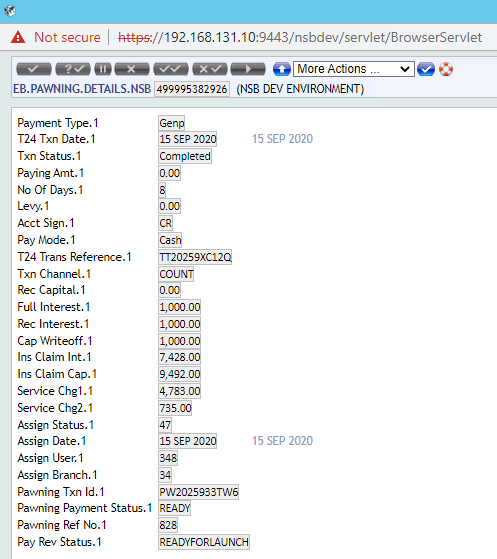 Not secure | https://192.168.131.10:9443/nsbdev/servlet/BrowserServlet
More Actions ...
EB.PAWNING.DETAILS.NSB 499995382926 (NSB DEV ENVIRONMENT)
Payment Type.1 Genp
T24 Txn Date.1 15 SEP 2020 15 SEP 2020
Txn Status.1 Completed
Paying Amt.1 0.00
No Of Days.1 8
Levy.1 0.00
Acct Sign.1 CR
Pay Mode.1 Cash
T24 Trans Reference.1 TT20259XC12Q
Txn Channel.1 COUNT
Rec Capital.1 0.00
Full Interest.1 1,000.00
Rec Interest.1 1,000.00
Cap Writeoff.1 1,000.00
Ins Claim Int.1 7,428.00
Ins Claim Cap.1 9,492.00
Service Chg1.1 4,783.00
Service Chg2.1 735.00
Assign Status.1 47
Assign Date.1 15 SEP 2020 15 SEP 2020
Assign User.1 348
Assign Branch.1 34
Pawning Txn Id.1 PW2025933TW6
Pawning Payment Status.1 READY
Pawning Ref No.1 828
Pay Rev Status.1 READYFORLAUNCH